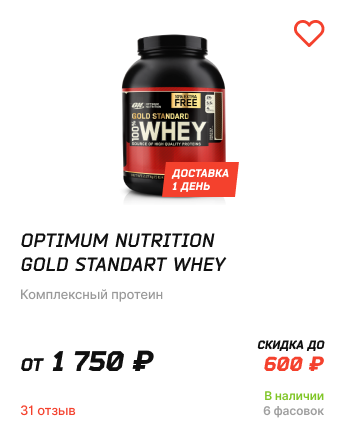 10% EXTRA
FREE
ON
OPTIMUM
NUTRITION
GOLD STANDARD
100%
WHEY
SOURCE OF HIGH QUALITY PROTEINS
ДОСТАВКА
1 ДЕНЬ
OPTIMUM NUTRITION
GOLD STANDART WHEY
Комплексный протеин
от 1 750 ₽
СКИДКА ДО
600 ₽
В наличии
31 отзыв
6 фасовок